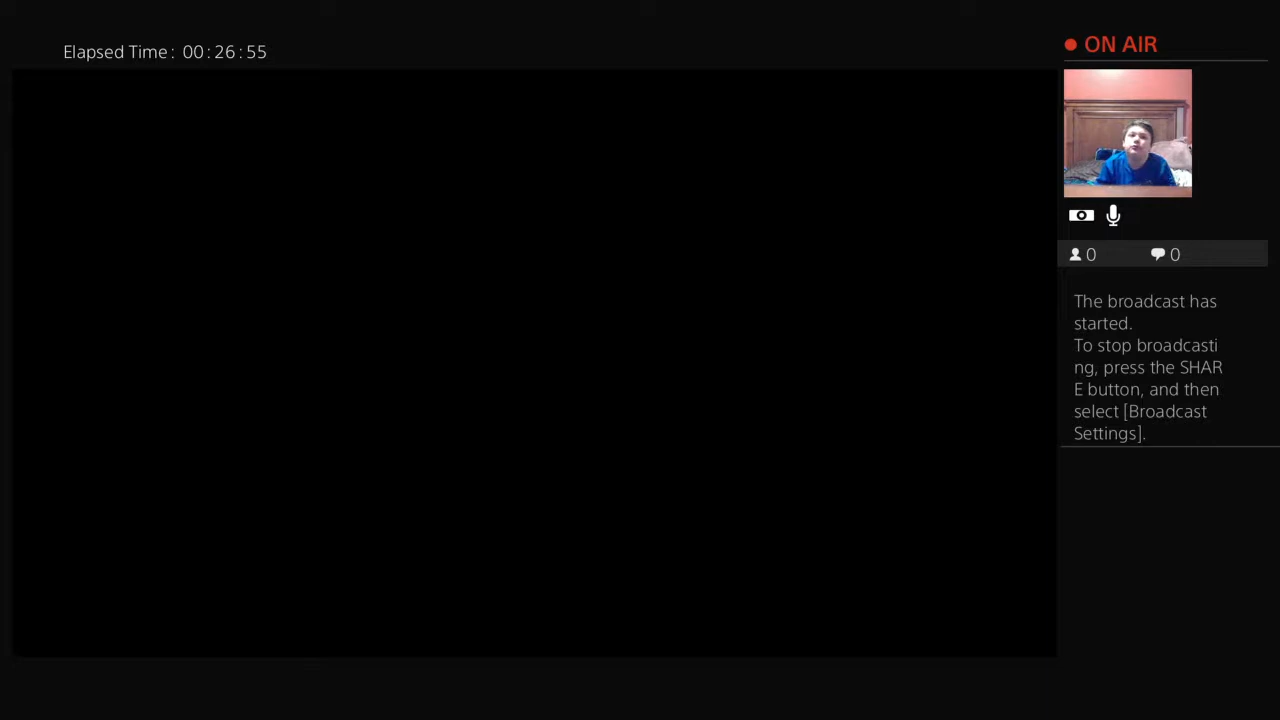 Elapsed Time: 00:26:55
ON AIR
0 0
The broadcast has
started.
To stop broadcasti
ng, press the SHAR
E button, and then
select [Broadcast
Settings].